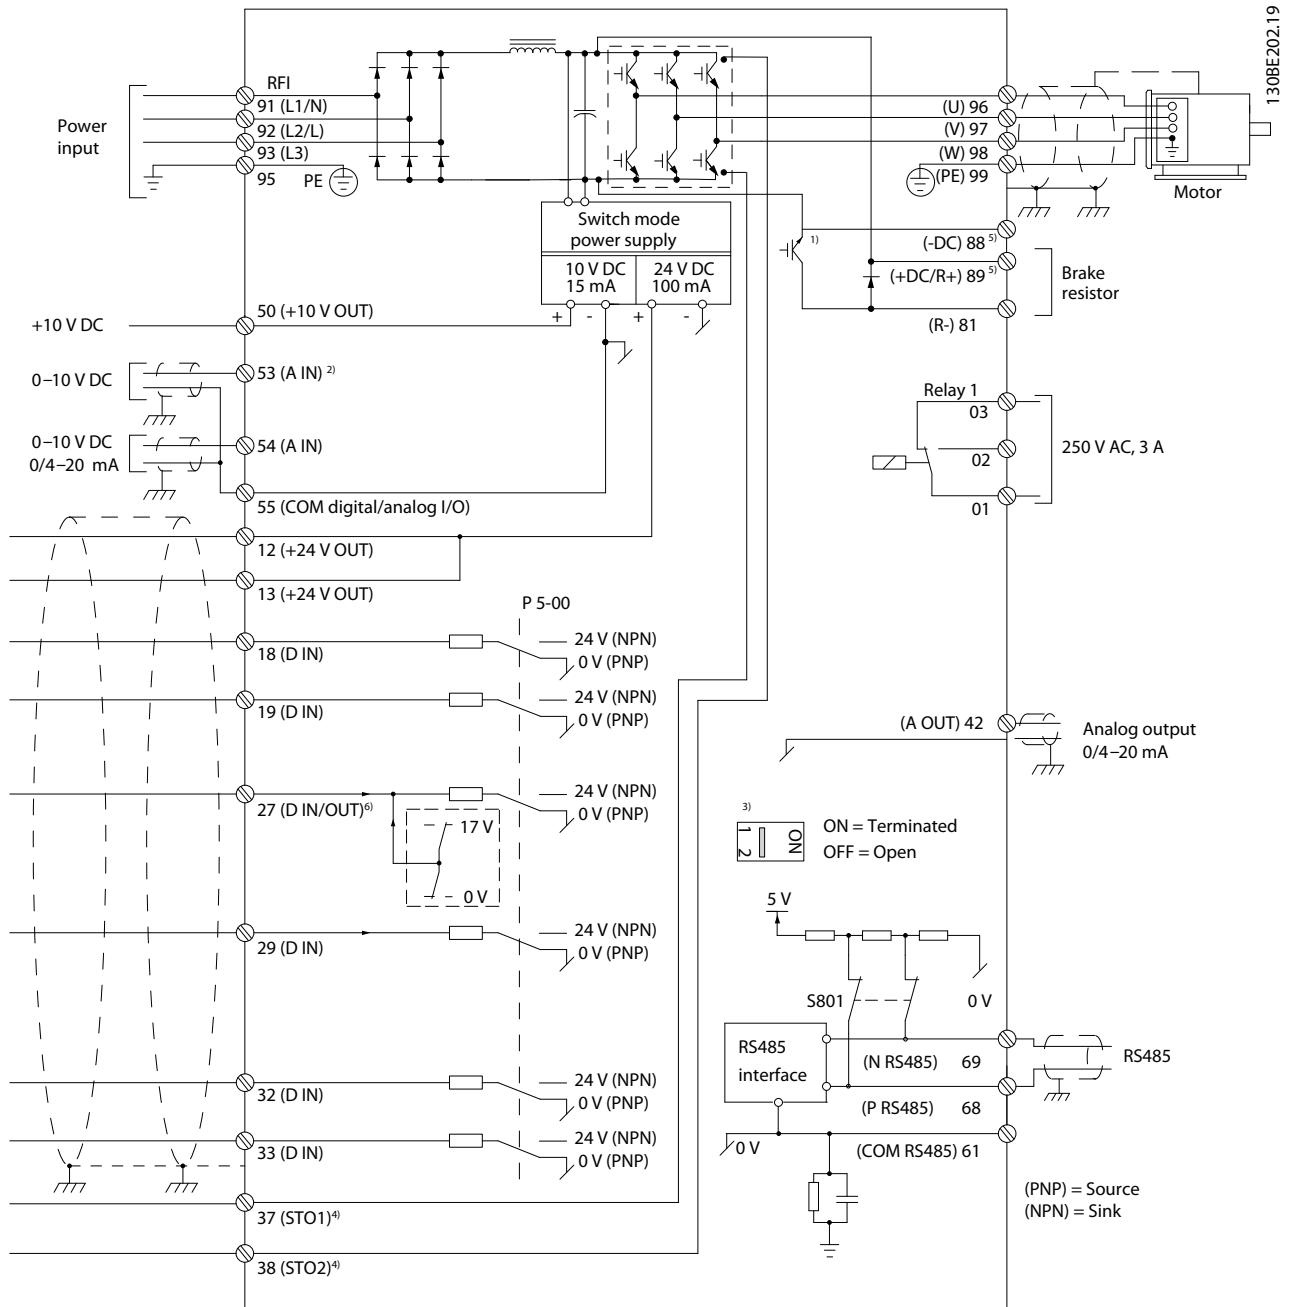 130BE202.19
Power
input
RFI
91 (L1/N)
92 (L2/L)
93 (L3)
95
PE
(U) 96
(V) 97
(W) 98
(PE) 99
Motor
Switch mode
power supply
10 V DC
15 mA
24 V DC
100 mA
+
-
+
-
1)
(-DC) 88 5)
(+DC/R+) 89 5)
(R-) 81
Brake
resistor
+10 V DC
50 (+10 V OUT)
0–10 V DC
53 (A IN) 2)
0–10 V DC
0/4–20 mA
54 (A IN)
55 (COM digital/analog I/O)
Relay 1
03
02
01
250 V AC, 3 A
12 (+24 V OUT)
13 (+24 V OUT)
P 5-00
18 (D IN)
24 V (NPN)
0 V (PNP)
19 (D IN)
24 V (NPN)
0 V (PNP)
(A OUT) 42
Analog output
0/4–20 mA
27 (D IN/OUT) 6)
24 V (NPN)
0 V (PNP)
17 V
0 V
3)
1
2
ON
ON = Terminated
OFF = Open
29 (D IN)
24 V (NPN)
0 V (PNP)
5 V
0 V
S801
RS485
interface
(N RS485) 69
RS485
(P RS485) 68
0 V
(COM RS485) 61
32 (D IN)
24 V (NPN)
0 V (PNP)
33 (D IN)
24 V (NPN)
0 V (PNP)
37 (STO1) 4)
38 (STO2) 4)
(PNP) = Source
(NPN) = Sink